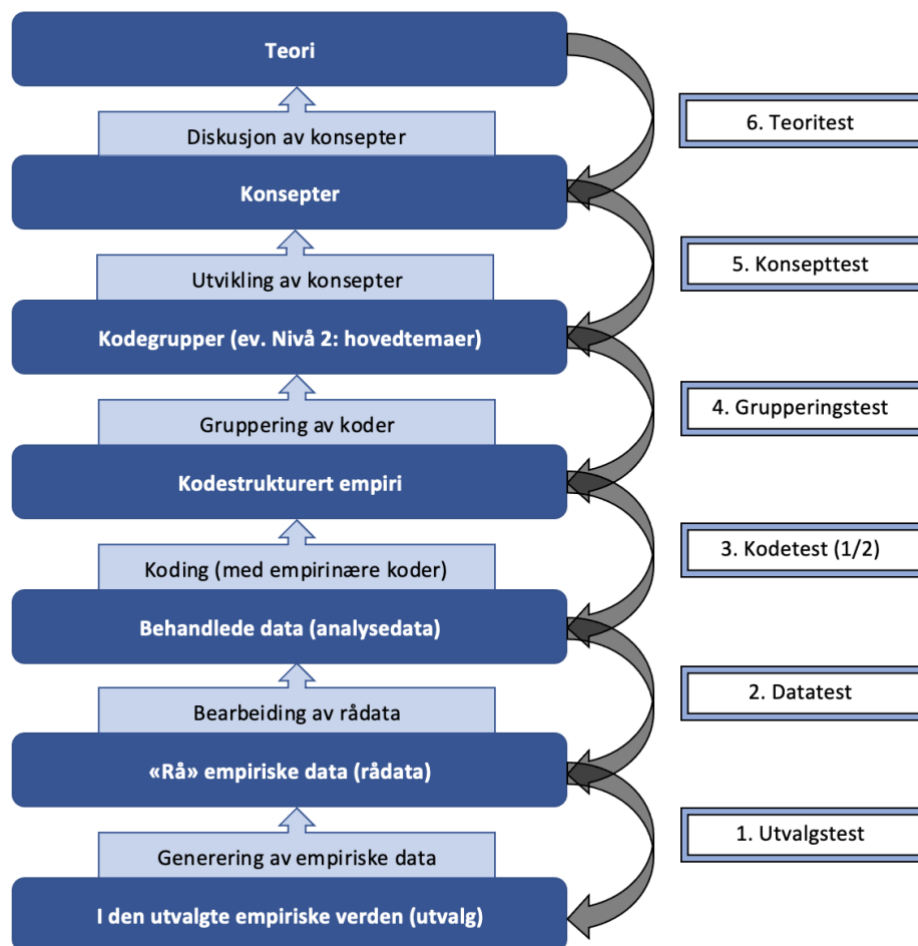 Teori
6. Teoritest
Diskusjon av konsepter
Konsepter
5. Konsepttest
Utvikling av konsepter
Kodegrupper (ev. Nivå 2: hovedtemaer)
4. Grupperingstest
Gruppering av koder
Kodestrukturert empiri
3. Kodetest (1/2)
Koding (med empirinære koder)
Behandlede data (analysedata)
2. Datatest
Bearbeiding av rådata
«Rå» empiriske data (rådata)
1. Utvalgstest
Generering av empiriske data
I den utvalgte empiriske verden (utvalg)